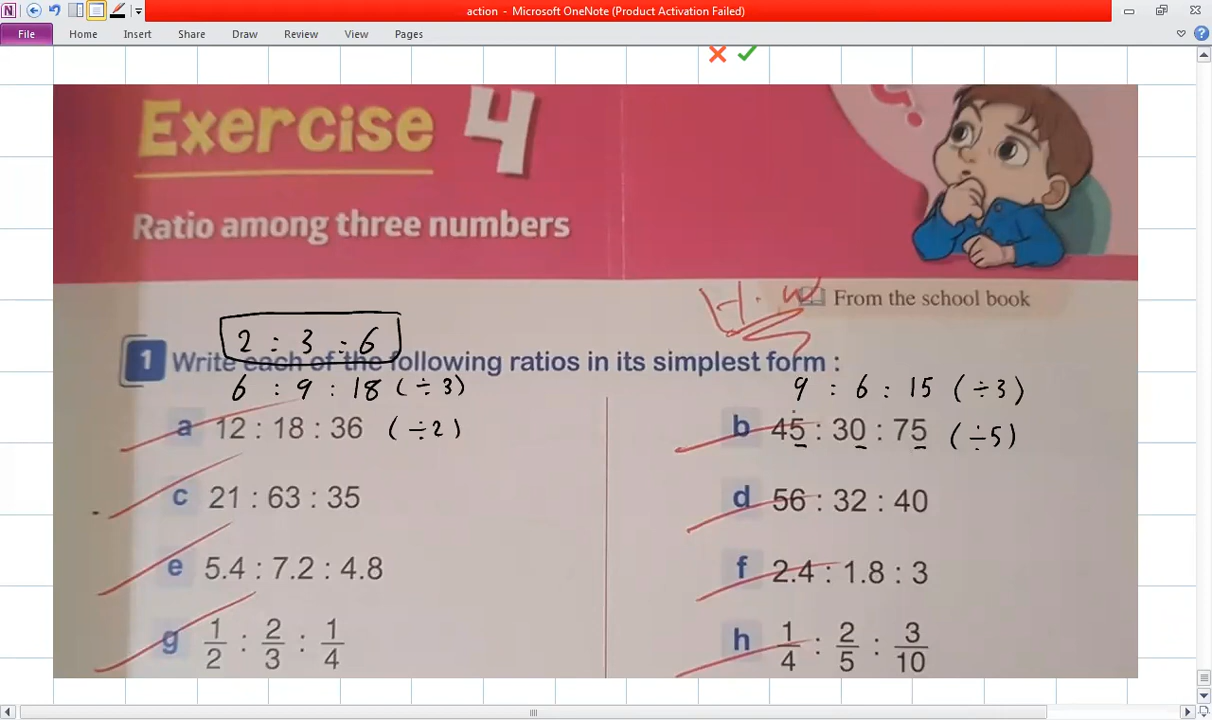 action - Microsoft OneNote (Product Activation Failed)
File Home Insert Share Draw Review View Pages
Exercise 4
?
Ratio among three numbers
H.W
From the school book
2 : 3 : 6
1 Write each of the following ratios in its simplest form :
6 : 9 : 18 (÷3)
9 : 6 : 15 (÷3)
a 12 : 18 : 36 (÷2)
b 45 : 30 : 75 (÷5)
c 21 : 63 : 35
d 56 : 32 : 40
e 5.4 : 7.2 : 4.8
f 2.4 : 1.8 : 3
g 1/2 : 2/3 : 1/4
h 1/4 : 2/5 : 3/10